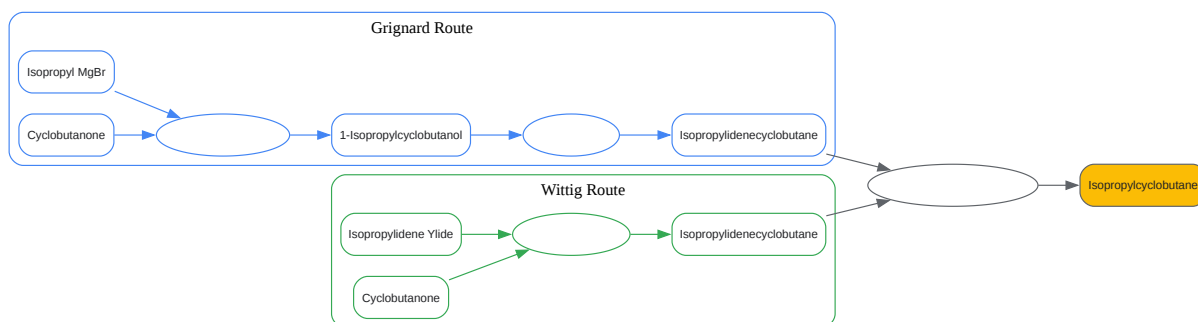 Grignard Route
Isopropyl MgBr
Cyclobutanone
1-Isopropylcyclobutanol
Isopropylidenecyclobutane
Isopropylcyclobutane
Wittig Route
Isopropylidene Ylide
Isopropylidenecyclobutane
Cyclobutanone